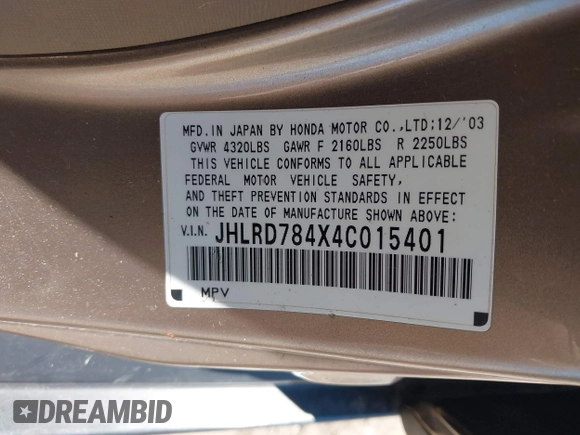 MFD.IN JAPAN BY HONDA MOTOR CO.,LTD;12/'03
GVWR 4320LBS GAWR F 2160LBS R 2250LBS
THIS VEHICLE CONFORMS TO ALL APPLICABLE
FEDERAL MOTOR VEHICLE SAFETY,
AND THEFT PREVENTION STANDARDS IN EFFECT
ON THE DATE OF MANUFACTURE SHOWN ABOVE:
V.I.N. JHLRD784X4C015401
MPV
DREAMBID